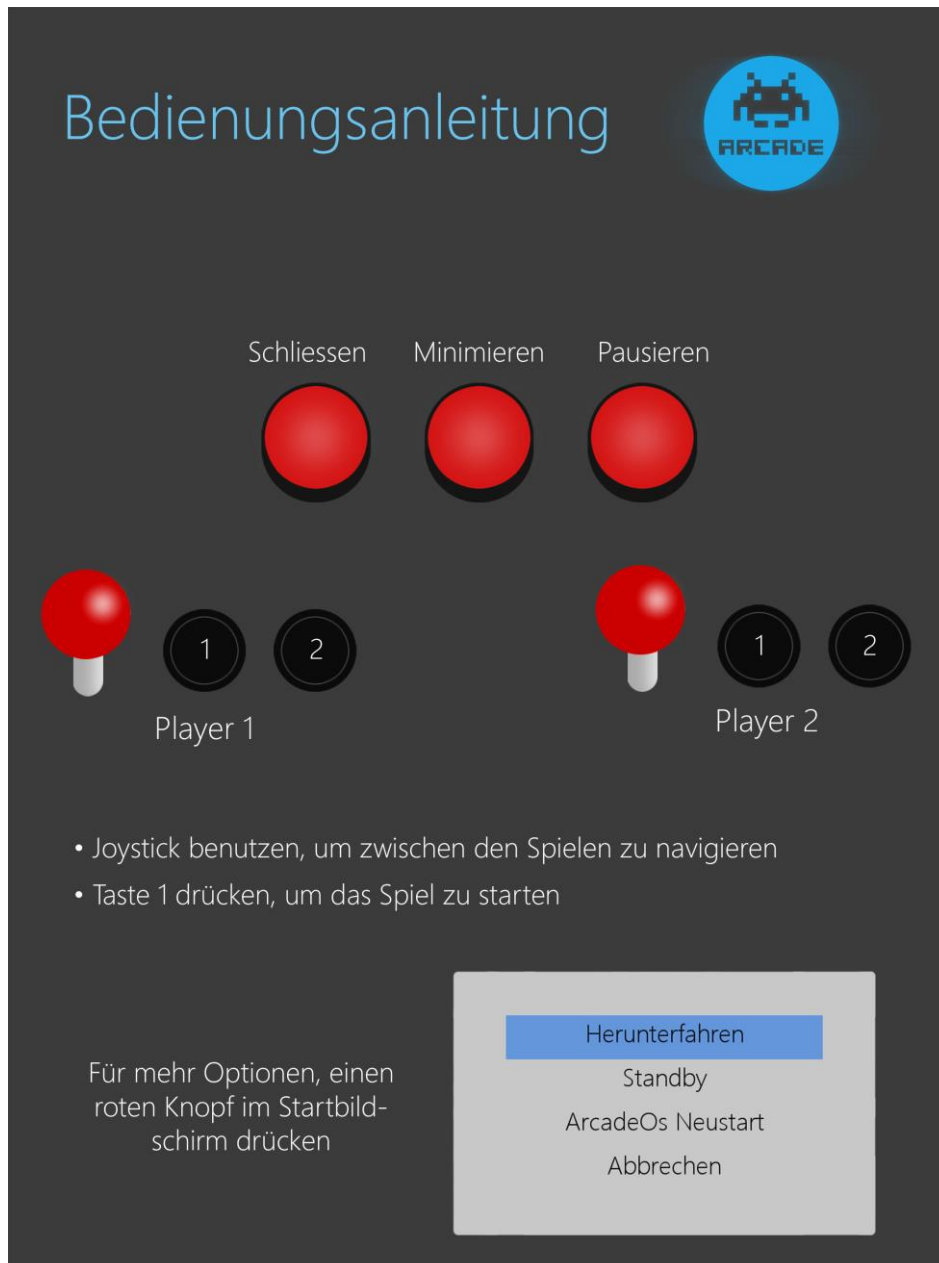 Bedienungsanleitung
ARCADE
Schliessen Minimieren Pausieren
1 2 1 2
Player 1 Player 2
• Joystick benutzen, um zwischen den Spielen zu navigieren
• Taste 1 drücken, um das Spiel zu starten
Für mehr Optionen, einen
roten Knopf im Startbild-
schirm drücken
Herunterfahren
Standby
ArcadeOs Neustart
Abbrechen